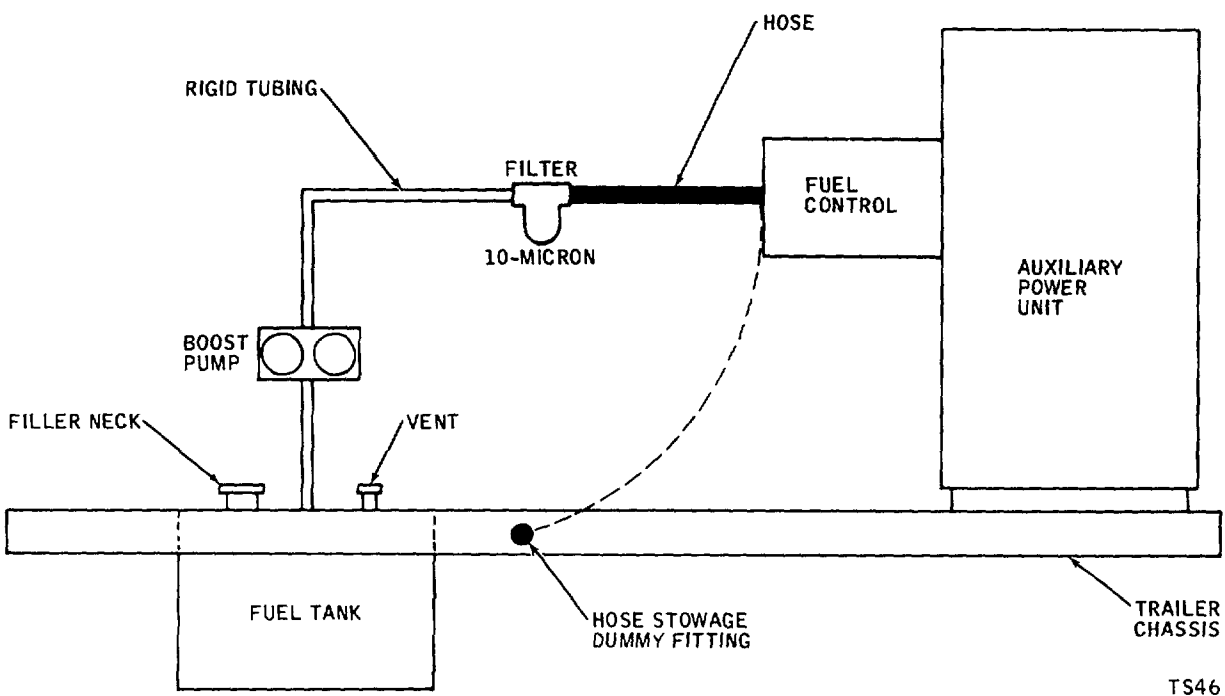 HOSE
RIGID TUBING
FILTER
10-MICRON
FUEL
CONTROL
AUXILIARY
POWER
UNIT
BOOST
PUMP
FILLER NECK
VENT
FUEL TANK
HOSE STOWAGE
DUMMY FITTING
TRAILER
CHASSIS
TS46